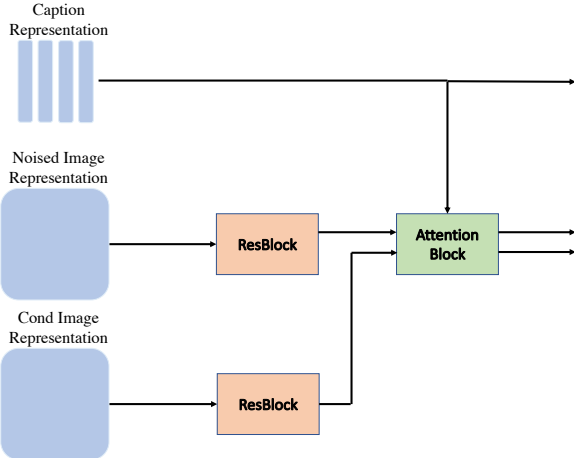 Caption
Representation
Noised Image
Representation
ResBlock
Attention
Block
Cond Image
Representation
ResBlock